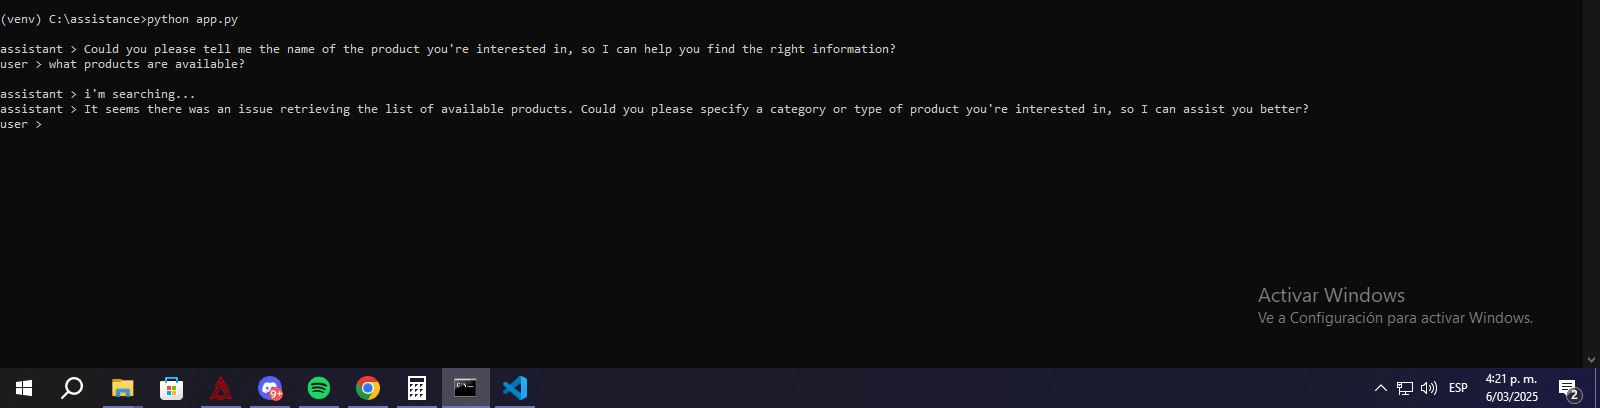 (venv) C:\assistance>python app.py
assistant > Could you please tell me the name of the product you're interested in, so I can help you find the right information?
user > what products are available?
assistant > i'm searching...
assistant > It seems there was an issue retrieving the list of available products. Could you please specify a category or type of product you're interested in, so I can assist you better?
user >
Activar Windows
Ve a Configuración para activar Windows.
9+
C:\_
ESP
4:21 p. m.
6/03/2025
2